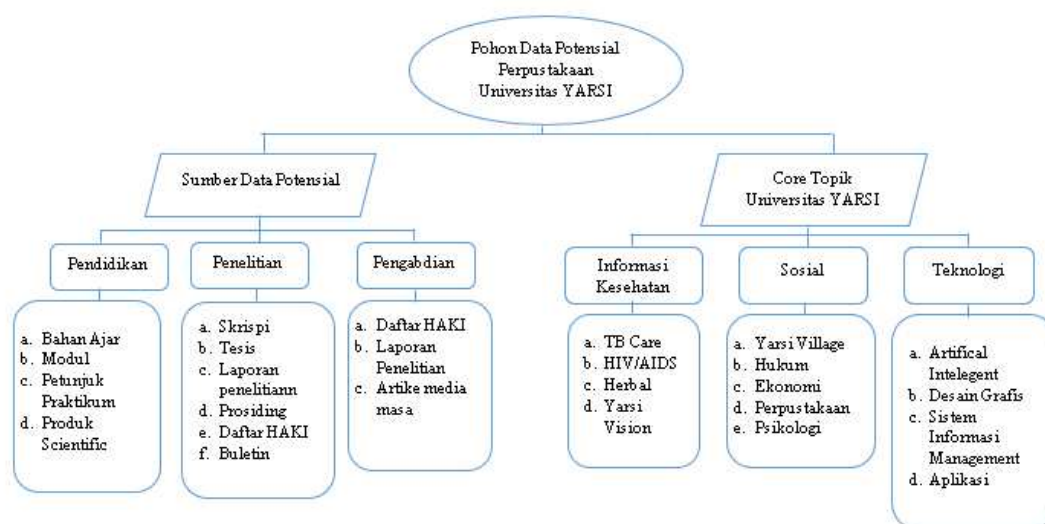 Pohon Data Potensial
Perpustakaan
Universitas YARSI
Sumber Data Potensial
Core Topik
Universitas YARSI
Pendidikan
Penelitian
Pengabdian
Informasi
Kesehatan
Sosial
Teknologi
a. Bahan Ajar
b. Modul
c. Petunjuk
Praktikum
d. Produk
Scientific
a. Skrispi
b. Tesis
c. Laporan
penelitiann
d. Prosiding
e. Daftar HAKI
f. Buletin
a. Daftar HAKI
b. Laporan
Penelitian
c. Artike media
masa
a. TB Care
b. HIV/AIDS
c. Herbal
d. Yarsi
Vision
a. Yarsi Village
b. Hukum
c. Ekonomi
d. Perpustakaan
e. Psikologi
a. Artifical
Intelegent
b. Desain Grafis
c. Sistem
Informasi
Management
d. Aplikasi